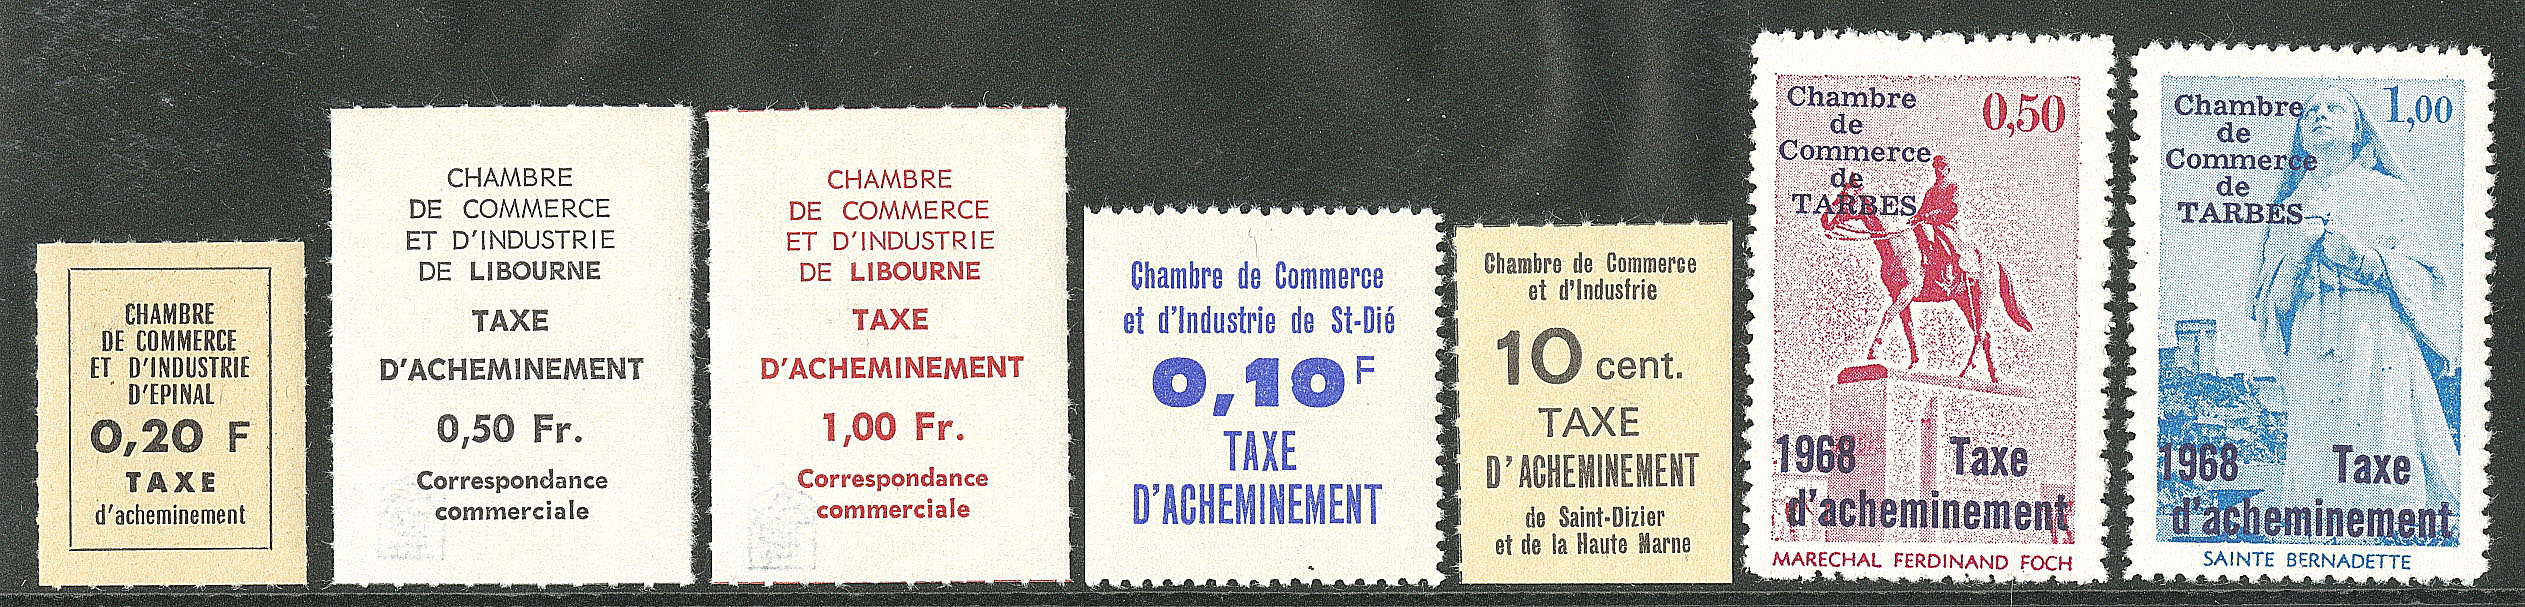 CHAMBRE
DE COMMERCE
ET D'INDUSTRIE
D'EPINAL
0,20 F
TAXE
d'acheminement
CHAMBRE
DE COMMERCE
ET D'INDUSTRIE
DE LIBOURNE
TAXE
D'ACHEMINEMENT
0,50 Fr.
Correspondance
commerciale
CHAMBRE
DE COMMERCE
ET D'INDUSTRIE
DE LIBOURNE
TAXE
D'ACHEMINEMENT
1,00 Fr.
Correspondance
commerciale
Chambre de Commerce
et d'Industrie de St-Dié
0,10 F
TAXE
D'ACHEMINEMENT
Chambre de Commerce
et d'Indusfrie
10 cent.
TAXE
D'ACHEMINEMENT
de Saint-Dizier
et de la Haute Marne
Chambre
de
Commerce
de
TARBES
0,50
1968 Taxe
d'acheminement
MARECHAL FERDINAND FOCH
Chambre
de
Commerce
de
TARBES
1,00
1968 Taxe
d'acheminement
SAINTE BERNADETTE